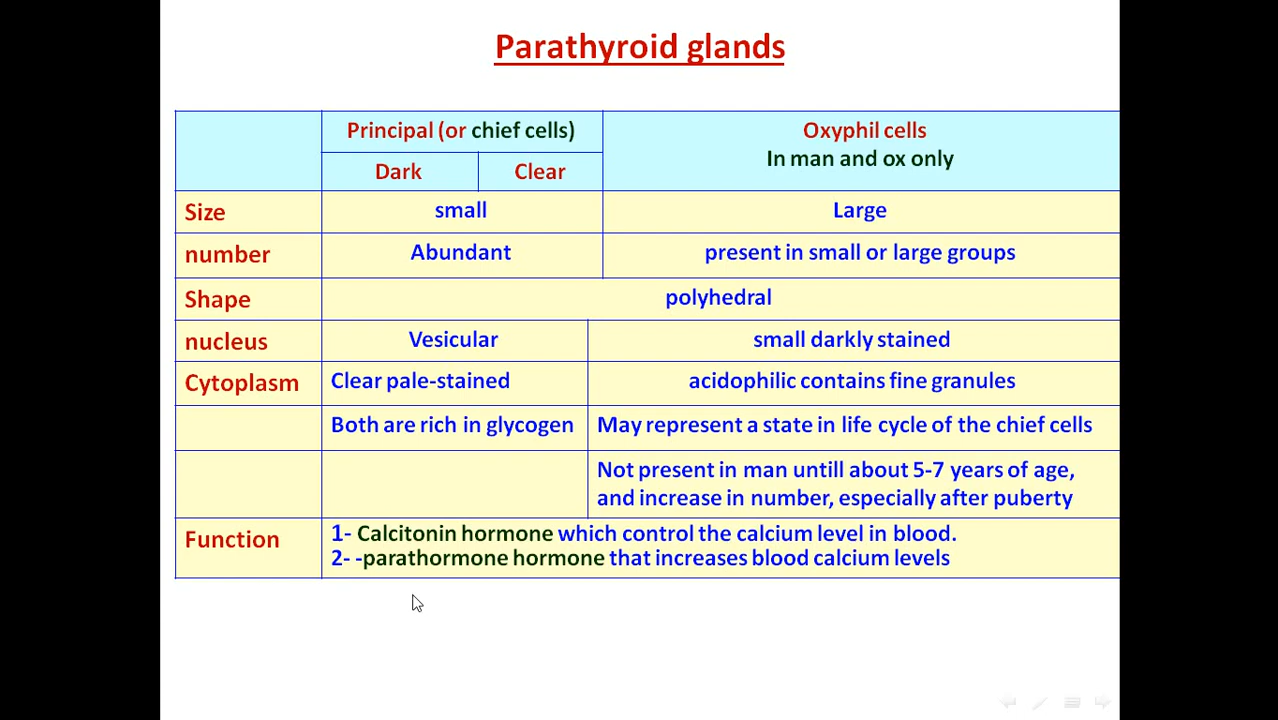 Parathyroid glands
Principal (or chief cells)
Oxyphil cells
In man and ox only
Dark
Clear
Size
small
Large
number
Abundant
present in small or large groups
Shape
polyhedral
nucleus
Vesicular
small darkly stained
Cytoplasm
Clear pale-stained
acidophilic contains fine granules
Both are rich in glycogen
May represent a state in life cycle of the chief cells
Not present in man untill about 5-7 years of age,
and increase in number, especially after puberty
Function
1- Calcitonin hormone which control the calcium level in blood.
2- -parathormone hormone that increases blood calcium levels